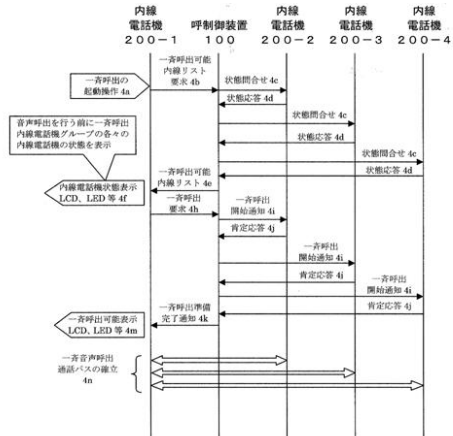 内線
電話機
200-1
呼制御装置
100
内線
電話機
200-2
内線
電話機
200-3
内線
電話機
200-4
一斉呼出の
起動操作 4a
一斉呼出可能
内線リスト
要求 4b
状態問合せ 4c
状態応答 4d
状態問合せ 4c
状態応答 4d
音声呼出を行う前に一斉呼出
内線電話機グループの各々の
内線電話機の状態を表示
状態問合せ 4c
状態応答 4d
一斉呼出可能
内線リスト 4e
内線電話機状態表示
LCD、LED 等 4f
一斉呼出
要求 4h
一斉呼出
開始通知 4i
肯定応答 4j
一斉呼出
開始通知 4i
肯定応答 4j
一斉呼出
開始通知 4i
肯定応答 4j
一斉呼出準備
完了通知 4k
一斉呼出可能表示
LCD、LED 等 4m
一斉音声呼出
通話パスの確立
4n